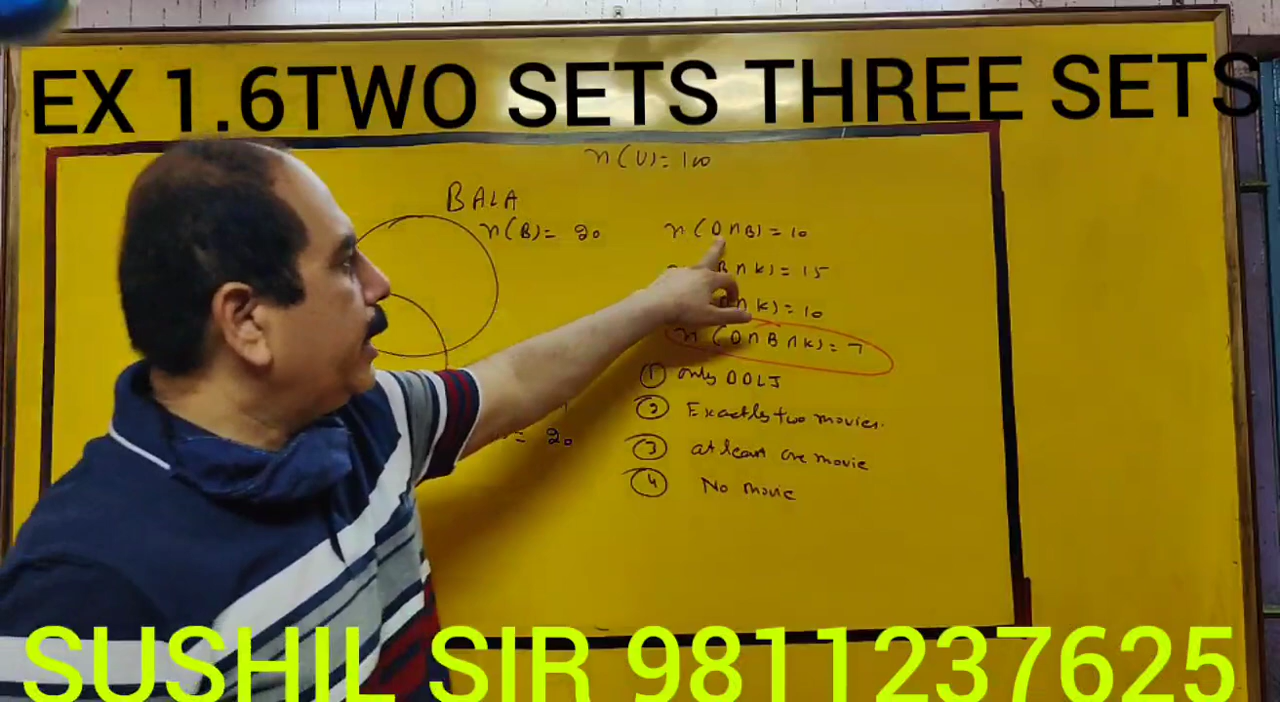 EX 1.6TWO SETS THREE SETS
n(U)= 100
BALA
n(B)= 20
n(D∩B)=10
B∩K)=15
∩K)=10
n(D∩B∩K)=7
① only DDLJ
② Exactly two movies.
= 20
③ at least one movie
④ No movie
SUSHIL SIR 9811237625